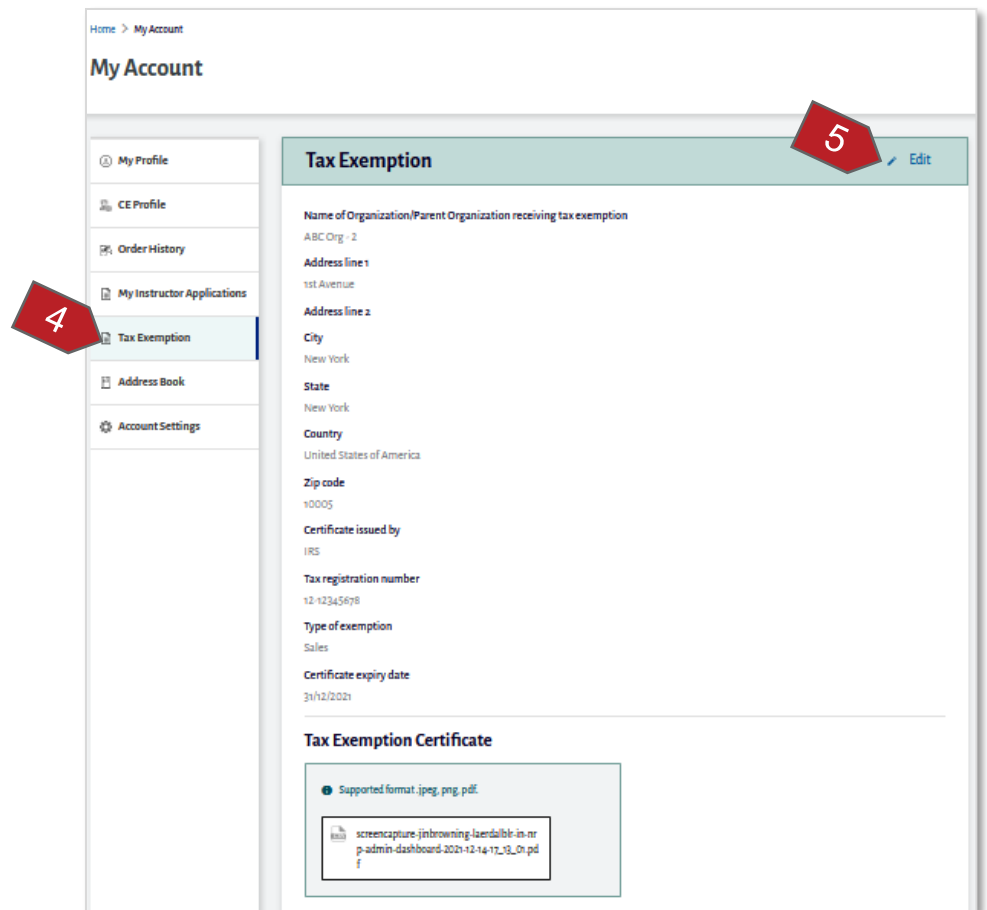 Home > My Account
My Account
My Profile
CE Profile
Order History
My Instructor Applications
4
Tax Exemption
Address Book
Account Settings
Tax Exemption
5
Edit
Name of Organization/Parent Organization receiving tax exemption
ABC Org - 2
Address line 1
1st Avenue
Address line 2
City
New York
State
New York
Country
United States of America
Zip code
10005
Certificate issued by
IRS
Tax registration number
12-12345678
Type of exemption
Sales
Certificate expiry date
31/12/2021
Tax Exemption Certificate
Supported format .jpeg, png, pdf.
screencapture-jinbrowning-laerdalblr-in-nr
p-admin-dashboard-2021-12-14-17_13_01.pd
f